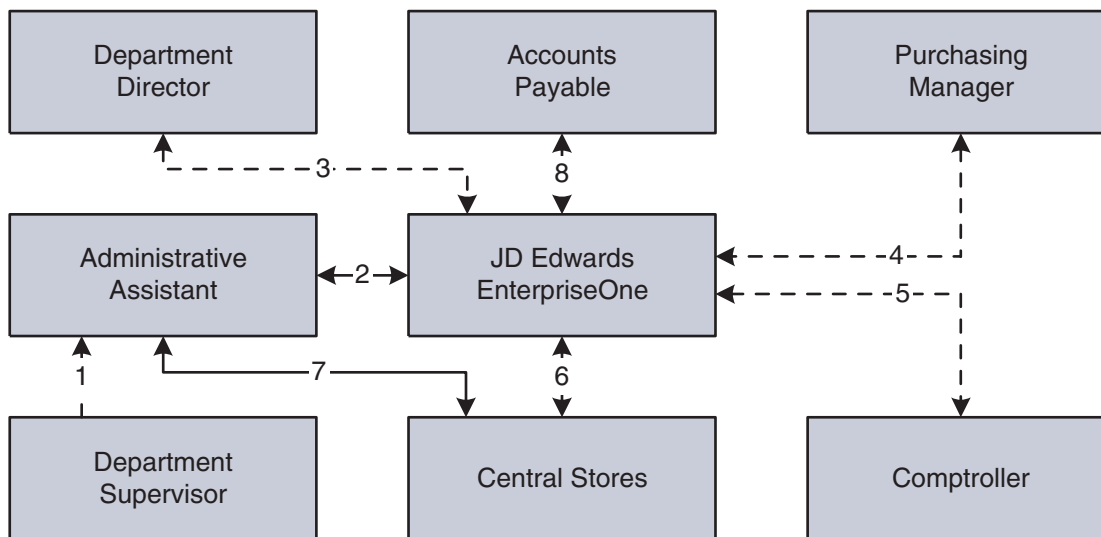 Department
Director
Accounts
Payable
Purchasing
Manager
3
8
Administrative
Assistant
2
JD Edwards
EnterpriseOne
4
5
1
7
6
Department
Supervisor
Central Stores
Comptroller